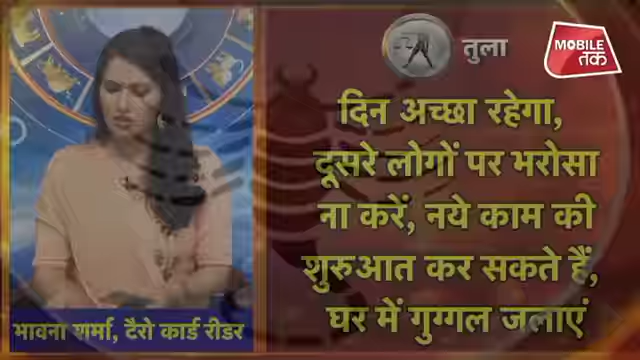 तुला
MOBILE
तक
दिन अच्छा रहेगा,
दूसरे लोगों पर भरोसा
ना करें, नये काम की
शुरुआत कर सकते हैं,
घर में गुग्गल जलाएं
भावना शर्मा, टैरो कार्ड रीडर